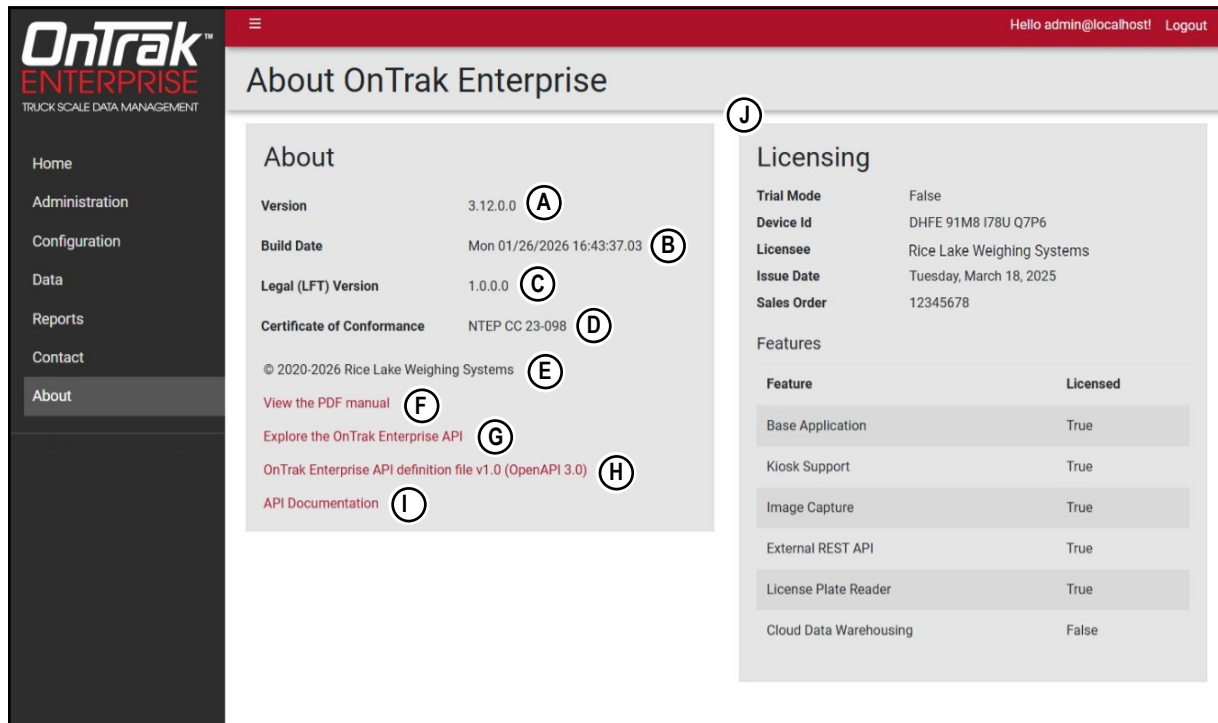 OnTrak™
ENTERPRISE
TRUCK SCALE DATA MANAGEMENT
Home
Administration
Configuration
Data
Reports
Contact
About
☰ Hello admin@localhost! Logout
About OnTrak Enterprise
About
Version 3.12.0.0 A
Build Date Mon 01/26/2026 16:43:37.03 B
Legal (LFT) Version 1.0.0.0 C
Certificate of Conformance NTEP CC 23-098 D
© 2020-2026 Rice Lake Weighing Systems E
View the PDF manual F
Explore the OnTrak Enterprise API G
OnTrak Enterprise API definition file v1.0 (OpenAPI 3.0) H
API Documentation I
J
Licensing
Trial Mode False
Device Id DHFE 91M8 I78U Q7P6
Licensee Rice Lake Weighing Systems
Issue Date Tuesday, March 18, 2025
Sales Order 12345678
Features
Feature Licensed
Base Application True
Kiosk Support True
Image Capture True
External REST API True
License Plate Reader True
Cloud Data Warehousing False